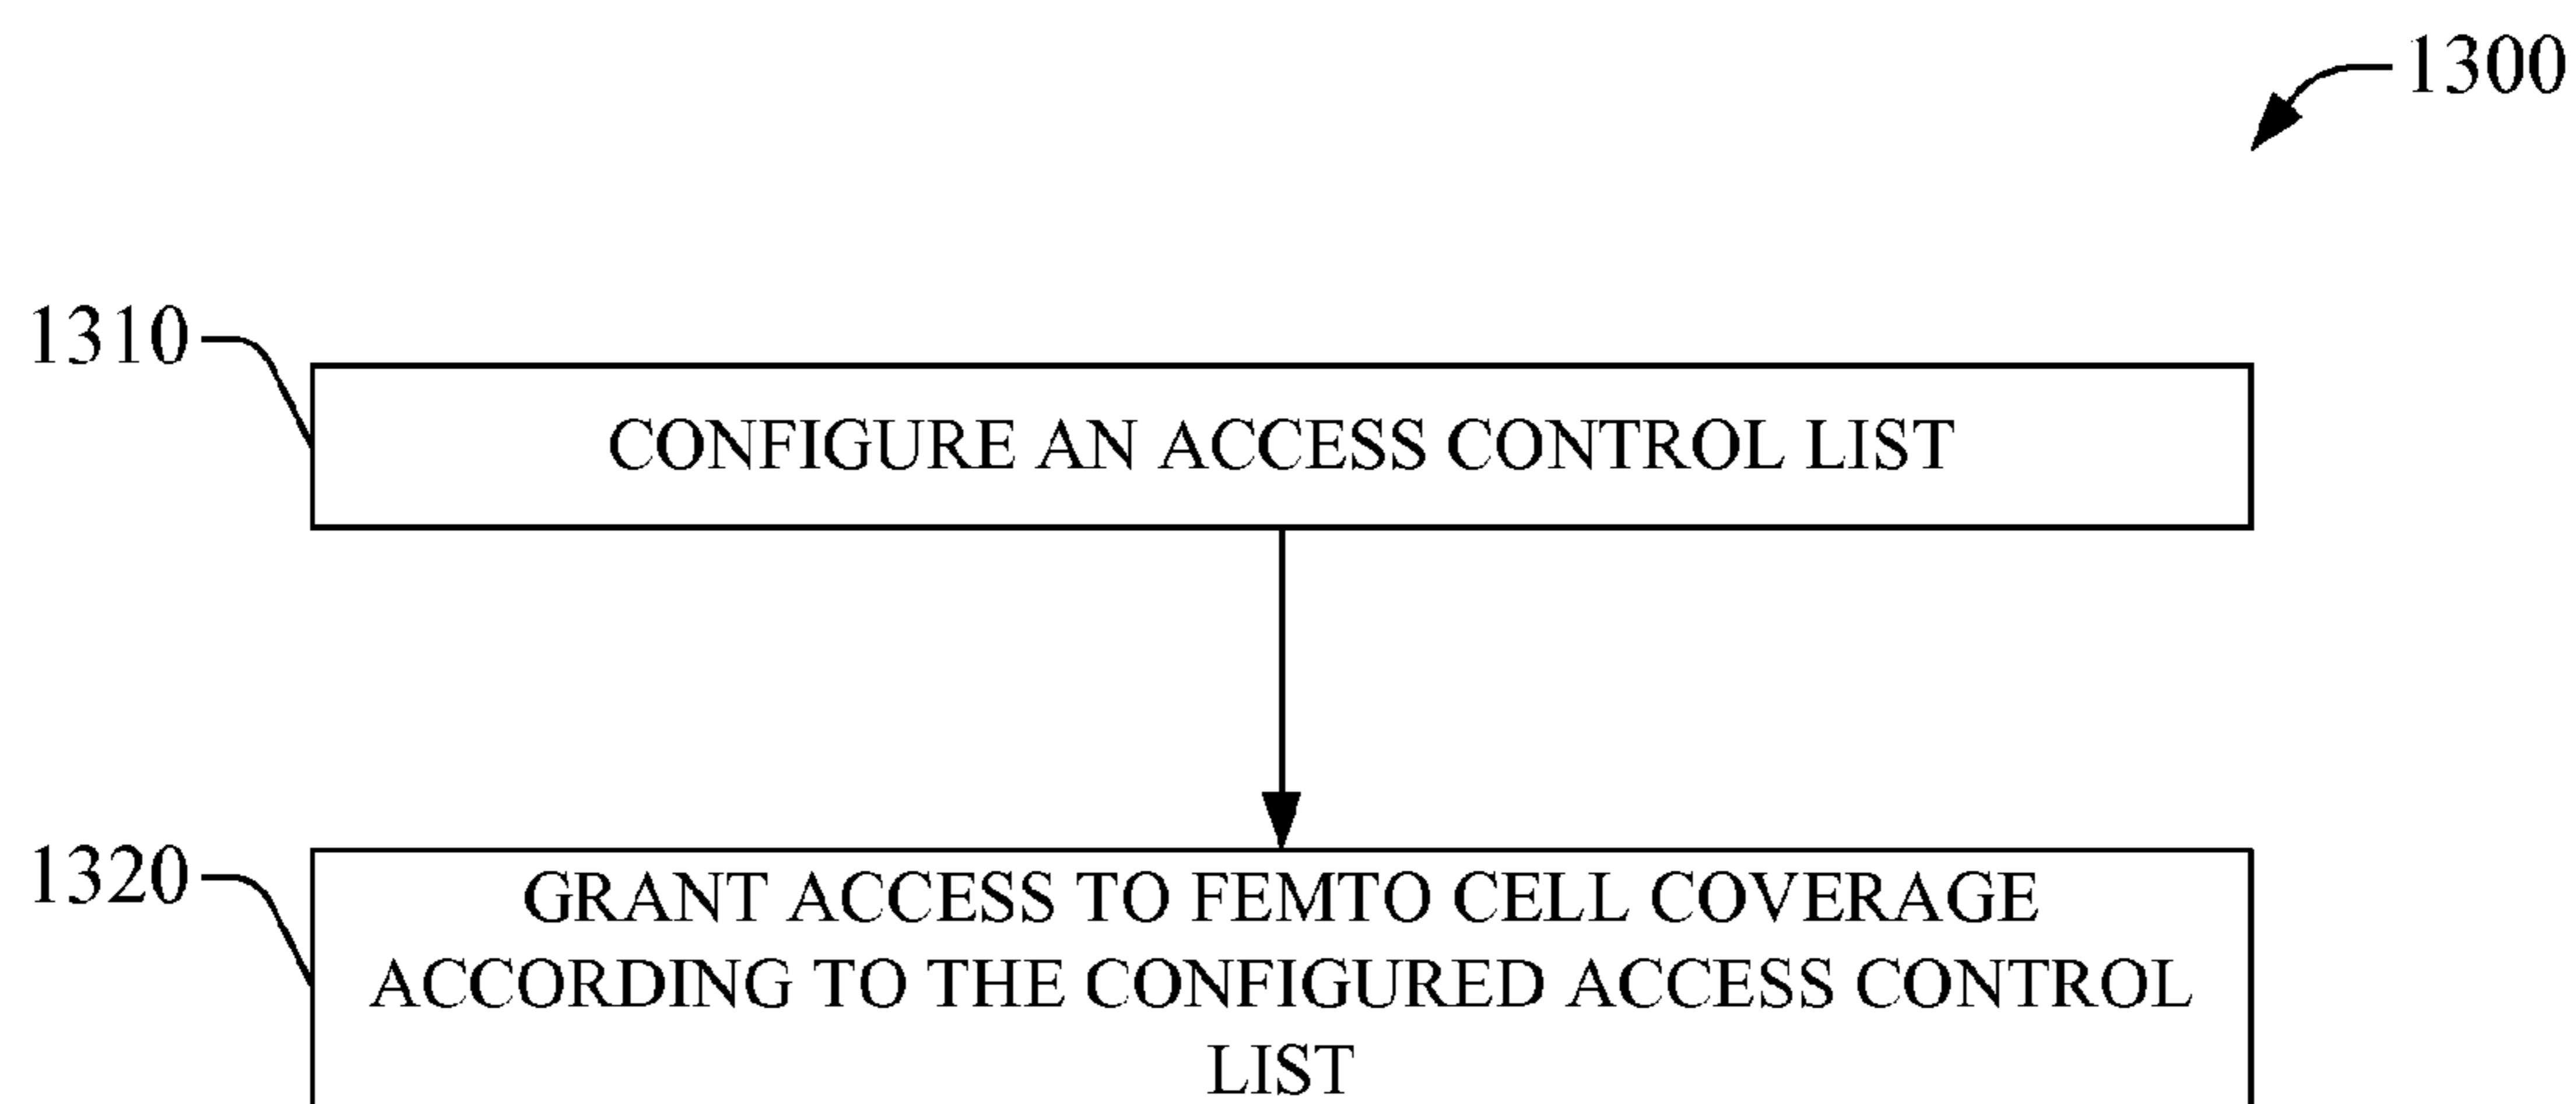 1300
1310
CONFIGURE AN ACCESS CONTROL LIST
1320
GRANT ACCESS TO FEMTO CELL COVERAGE
ACCORDING TO THE CONFIGURED ACCESS CONTROL
LIST